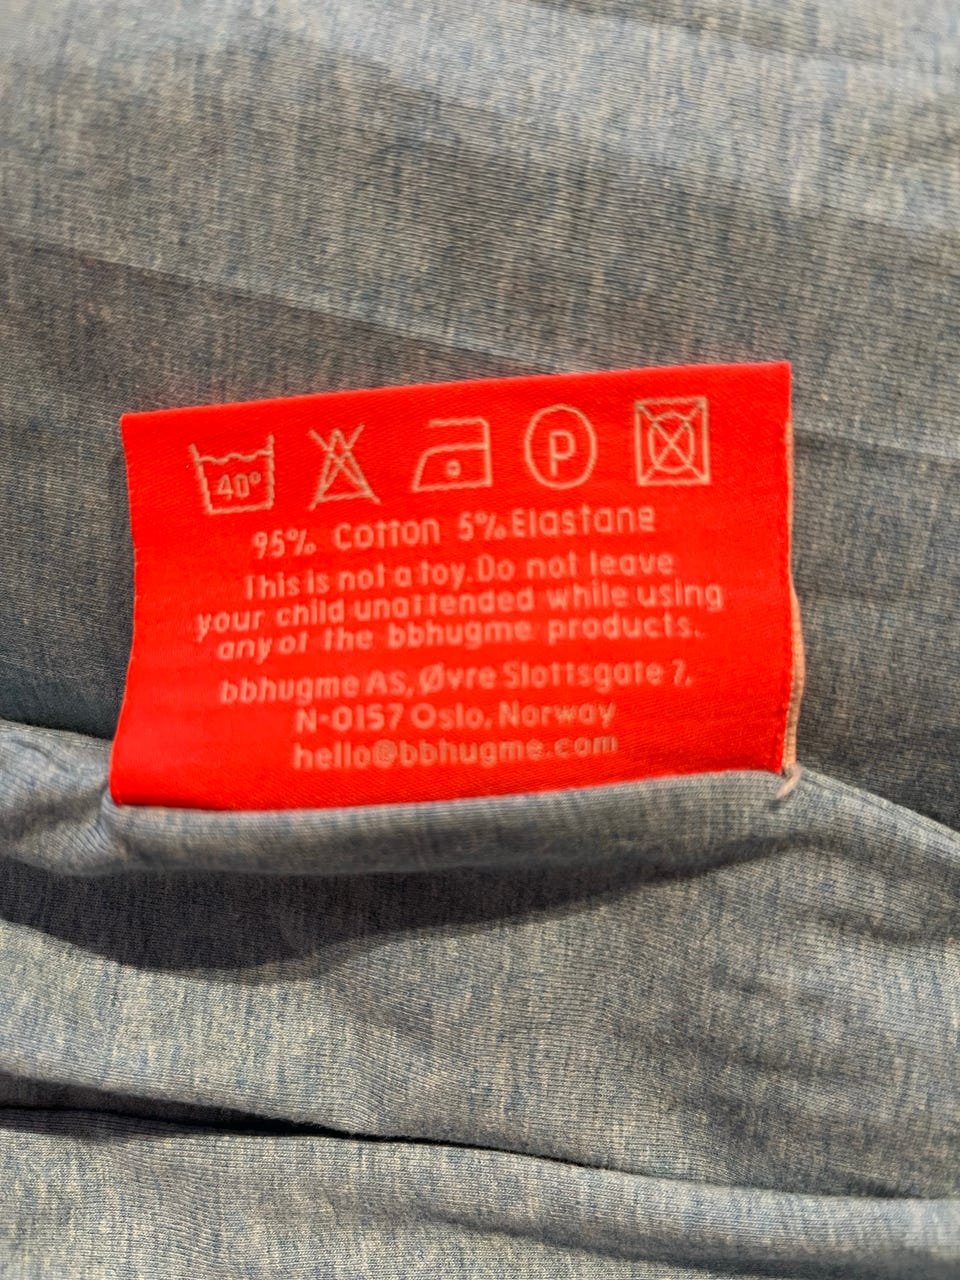 40° P
95% Cotton 5% Elastane
This is not a toy. Do not leave
your child unattended while using
any of the bbhugme products.
bbhugme AS, Øvre Slottsgate 7,
N-0157 Oslo, Norway
hello@bbhugme.com